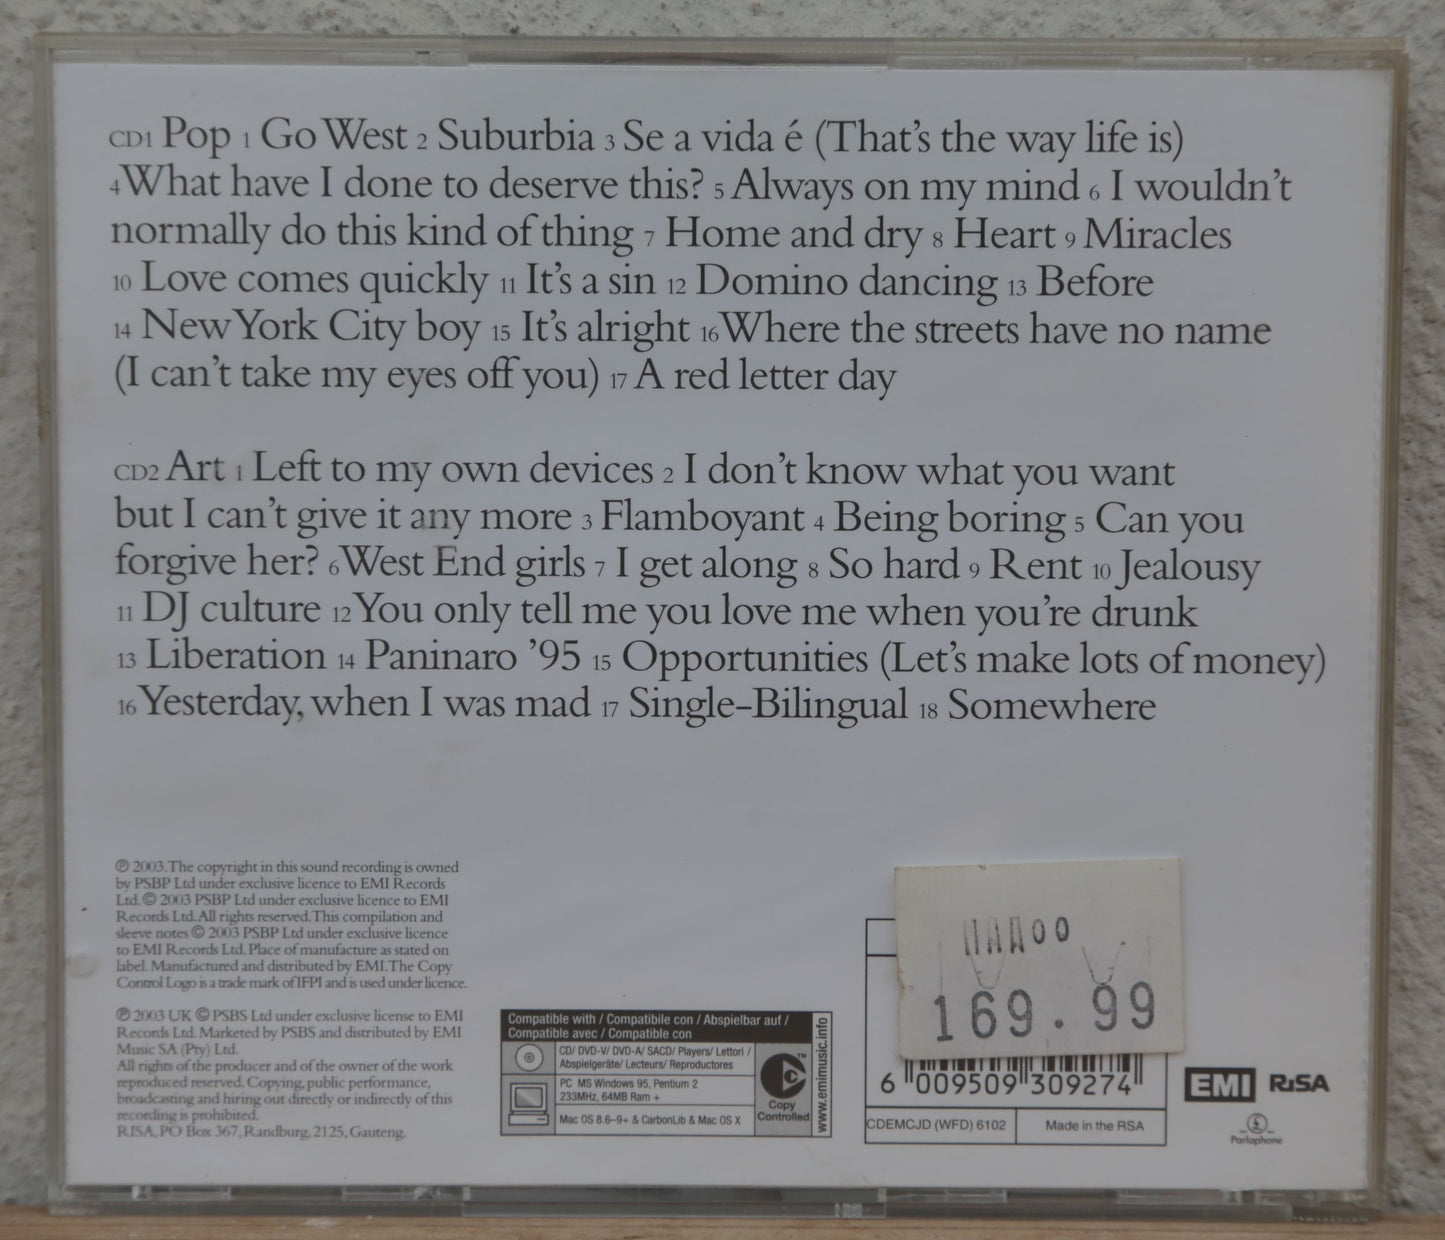 CD1 Pop 1 Go West 2 Suburbia 3 Se a vida é (That's the way life is)
4 What have I done to deserve this? 5 Always on my mind 6 I wouldn't
normally do this kind of thing 7 Home and dry 8 Heart 9 Miracles
10 Love comes quickly 11 It's a sin 12 Domino dancing 13 Before
14 New York City boy 15 It's alright 16 Where the streets have no name
(I can't take my eyes off you) 17 A red letter day
CD2 Art 1 Left to my own devices 2 I don't know what you want
but I can't give it any more 3 Flamboyant 4 Being boring 5 Can you
forgive her? 6 West End girls 7 I get along 8 So hard 9 Rent 10 Jealousy
11 DJ culture 12 You only tell me you love me when you're drunk
13 Liberation 14 Paninaro '95 15 Opportunities (Let's make lots of money)
16 Yesterday, when I was mad 17 Single-Bilingual 18 Somewhere
℗ 2003. The copyright in this sound recording is owned
by PSBP Ltd under exclusive licence to EMI Records
Ltd. © 2003 PSBP Ltd under exclusive licence to EMI
Records Ltd. All rights reserved. This compilation and
sleeve notes © 2003 PSBP Ltd under exclusive licence
to EMI Records Ltd. Place of manufacture as stated on
label. Manufactured and distributed by EMI. The Copy
Control Logo is a trade mark of IFPI and is used under licence.
℗ 2003 UK © PSBS Ltd under exclusive license to EMI
Records Ltd. Marketed by PSBS and distributed by EMI
Music SA (Pty) Ltd.
All rights of the producer and of the owner of the work
reproduced reserved. Copying, public performance,
broadcasting and hiring out directly or indirectly of this
recording is prohibited.
RISA, PO Box 367, Randburg, 2125, Gauteng.
Compatible with / Compatibile con / Abspielbar auf /
Compatible avec / Compatible con
CD/ DVD-V/ DVD-A/ SACD/ Players/ Lettori /
Abspielgeräte/ Lecteurs/ Reproductores
PC MS Windows 95, Pentium 2
233MHz, 64MB Ram +
Mac OS 8.6-9+ & CarbonLib & Mac OS X
TM
Copy
Controlled
www.emimusic.info
169.99
6 009509 309274
CDEMCJD (WFD) 6102
Made in the RSA
EMI
RiSA
Parlophone